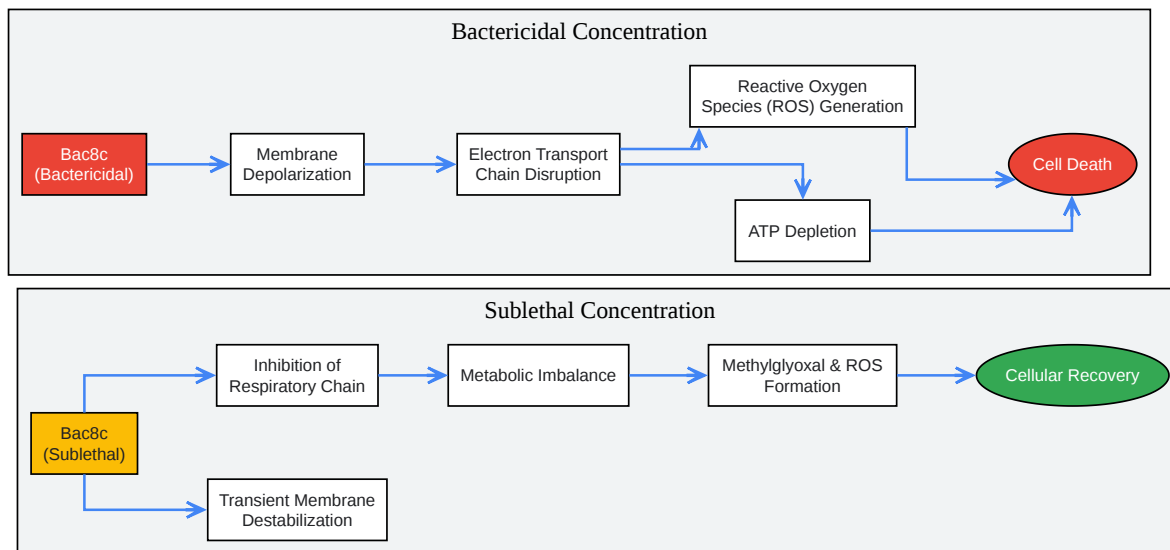 Bactericidal Concentration
Bac8c
(Bactericidal)
Membrane
Depolarization
Electron Transport
Chain Disruption
Reactive Oxygen
Species (ROS) Generation
ATP Depletion
Cell Death
Sublethal Concentration
Bac8c
(Sublethal)
Inhibition of
Respiratory Chain
Metabolic Imbalance
Methylglyoxal & ROS
Formation
Cellular Recovery
Transient Membrane
Destabilization